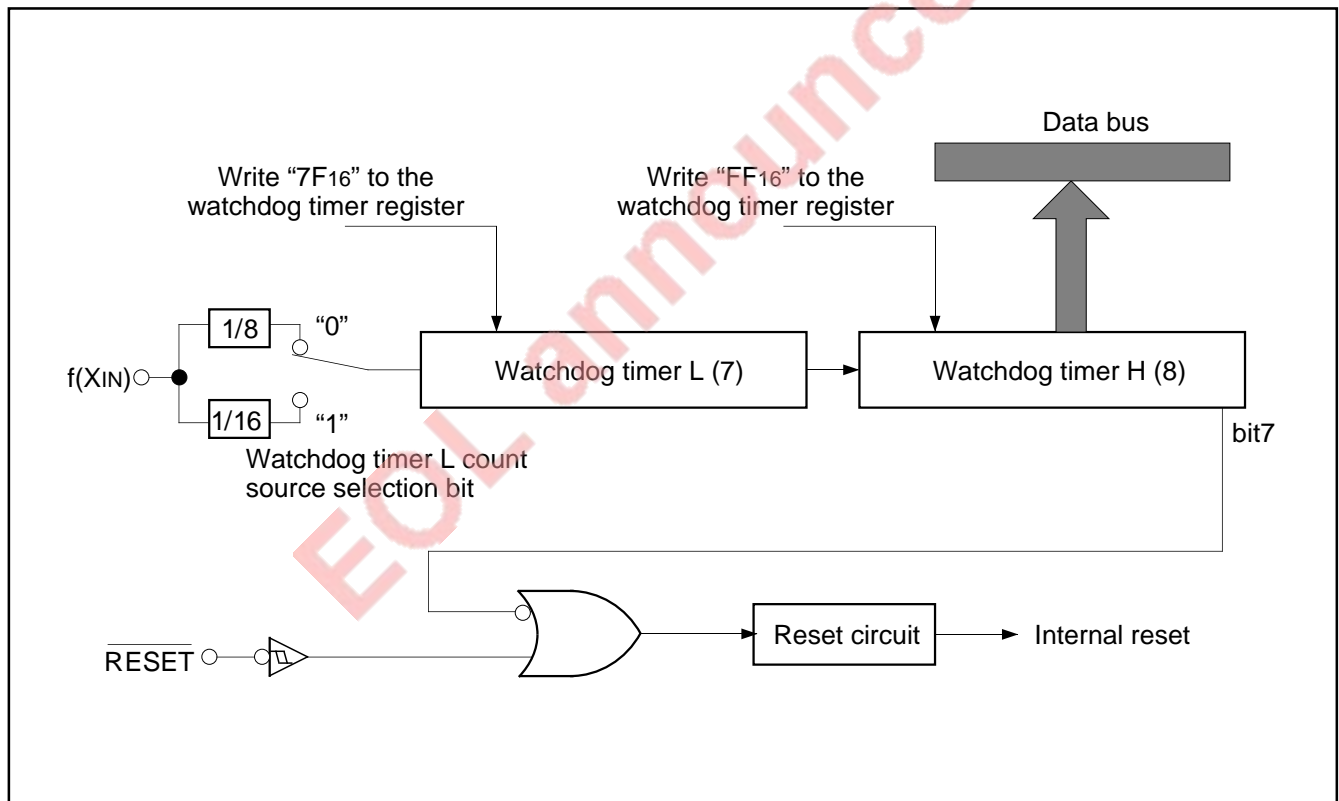 Data bus
Write “7F16” to the
watchdog timer register
Write “FF16” to the
watchdog timer register
1/8
“0”
f(XIN)
Watchdog timer L (7)
Watchdog timer H (8)
1/16
“1”
bit7
Watchdog timer L count
source selection bit
RESET
Reset circuit
Internal reset
EOL announce